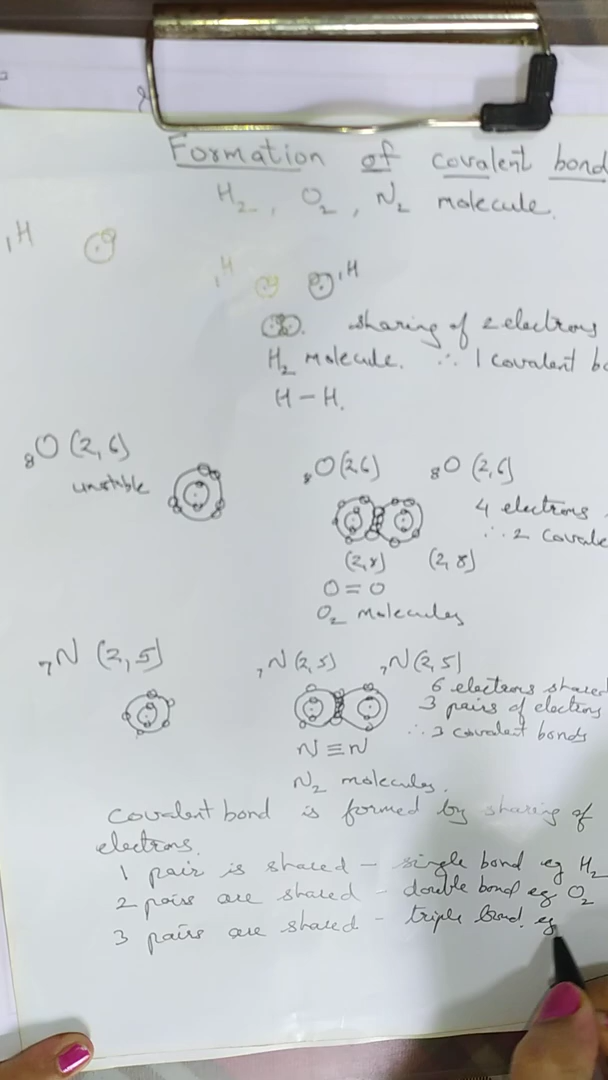 Formation of covalent bond
H₂, O₂, N₂ molecule.
₁H
₁H ₁H
sharing of 2 electrons
H₂ molecule. ∴ 1 covalent bo
H – H.
₈O (2,6)
unstable
₈O (2,6) ₈O (2,6)
4 electrons
∴ 2 covale
(2,8) (2,8)
O = O
O₂ molecules
₇N (2,5)
₇N (2,5) ₇N (2,5)
6 electrons shared
3 pairs of electrons
∴ 3 covalent bonds
N ≡ N
N₂ molecules.
Covalent bond is formed by sharing of
electrons.
1 pair is shared – single bond eg H₂
2 pairs are shared – double bond eg O₂
3 pairs are shared – triple bond. eg